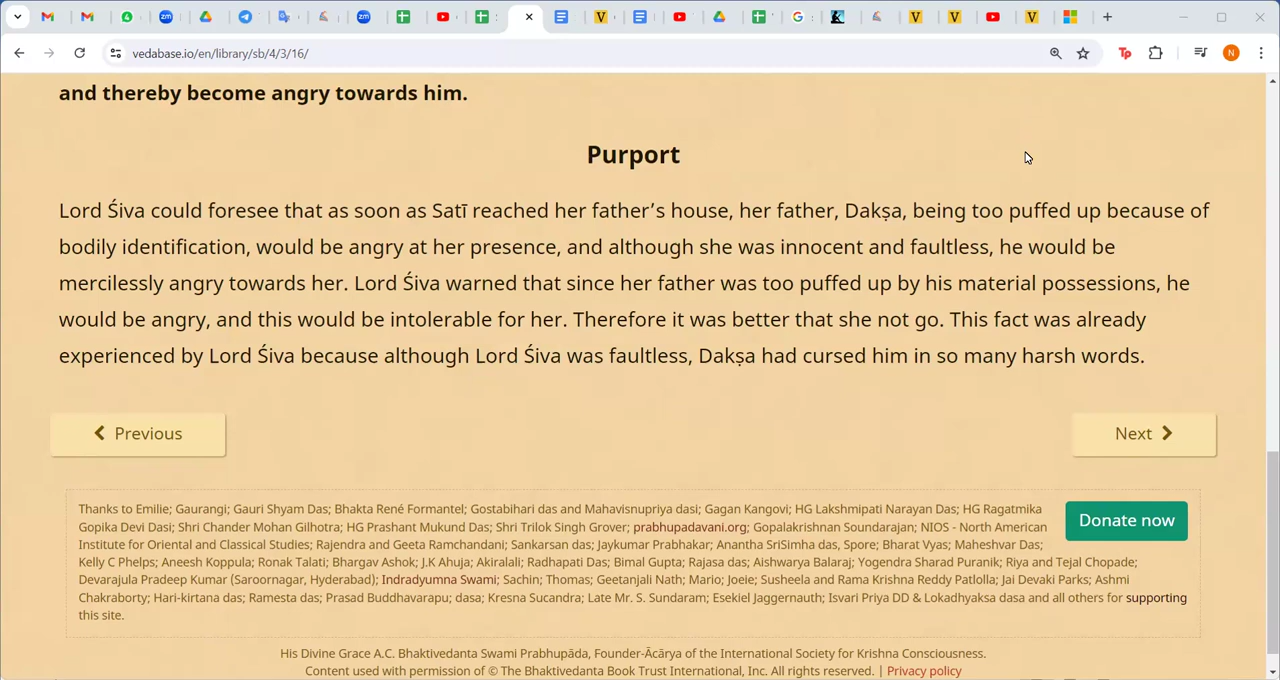 vedabase.io/en/library/sb/4/3/16/
and thereby become angry towards him.
Purport
Lord Śiva could foresee that as soon as Satī reached her father’s house, her father, Dakṣa, being too puffed up because of
bodily identification, would be angry at her presence, and although she was innocent and faultless, he would be
mercilessly angry towards her. Lord Śiva warned that since her father was too puffed up by his material possessions, he
would be angry, and this would be intolerable for her. Therefore it was better that she not go. This fact was already
experienced by Lord Śiva because although Lord Śiva was faultless, Dakṣa had cursed him in so many harsh words.
Previous
Next
Thanks to Emilie; Gaurangi; Gauri Shyam Das; Bhakta René Formantel; Gostabihari das and Mahavisnupriya dasi; Gagan Kangovi; HG Lakshmipati Narayan Das; HG Ragatmika
Gopika Devi Dasi; Shri Chander Mohan Gilhotra; HG Prashant Mukund Das; Shri Trilok Singh Grover; prabhupadavani.org; Gopalakrishnan Soundarajan; NIOS - North American
Institute for Oriental and Classical Studies; Rajendra and Geeta Ramchandani; Sankarsan das; Jaykumar Prabhakar; Anantha SriSimha das, Spore; Bharat Vyas; Maheshvar Das;
Kelly C Phelps; Aneesh Koppula; Ronak Talati; Bhargav Ashok; J.K Ahuja; Akiralali; Radhapati Das; Bimal Gupta; Rajasa das; Aishwarya Balaraj; Yogendra Sharad Puranik; Riya and Tejal Chopade;
Devarajula Pradeep Kumar (Saroornagar, Hyderabad); Indradyumna Swami; Sachin; Thomas; Geetanjali Nath; Mario; Joeie; Susheela and Rama Krishna Reddy Patlolla; Jai Devaki Parks; Ashmi
Chakraborty; Hari-kirtana das; Ramesta das; Prasad Buddhavarapu; dasa; Kresna Sucandra; Late Mr. S. Sundaram; Esekiel Jaggernauth; Isvari Priya DD & Lokadhyaksa dasa and all others for supporting
this site.
Donate now
His Divine Grace A.C. Bhaktivedanta Swami Prabhupāda, Founder-Ācārya of the International Society for Krishna Consciousness.
Content used with permission of © The Bhaktivedanta Book Trust International, Inc. All rights reserved. | Privacy policy